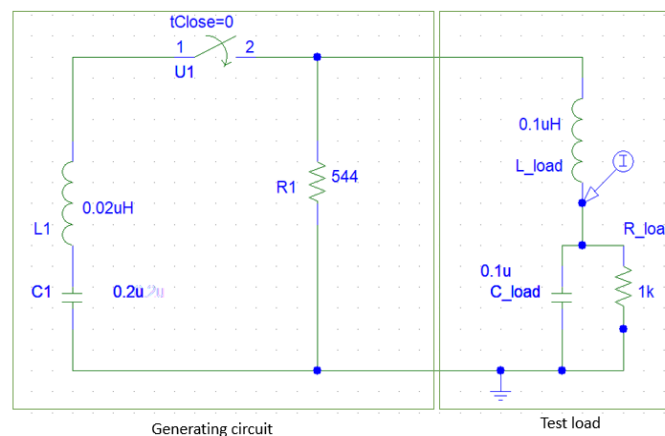 tClose=0
1 2
U1
0.1uH
L_load
I
544
R1
0.02uH
L1
R_loa
0.1u
C_load
1k
C1
0.2u
Generating circuit
Test load